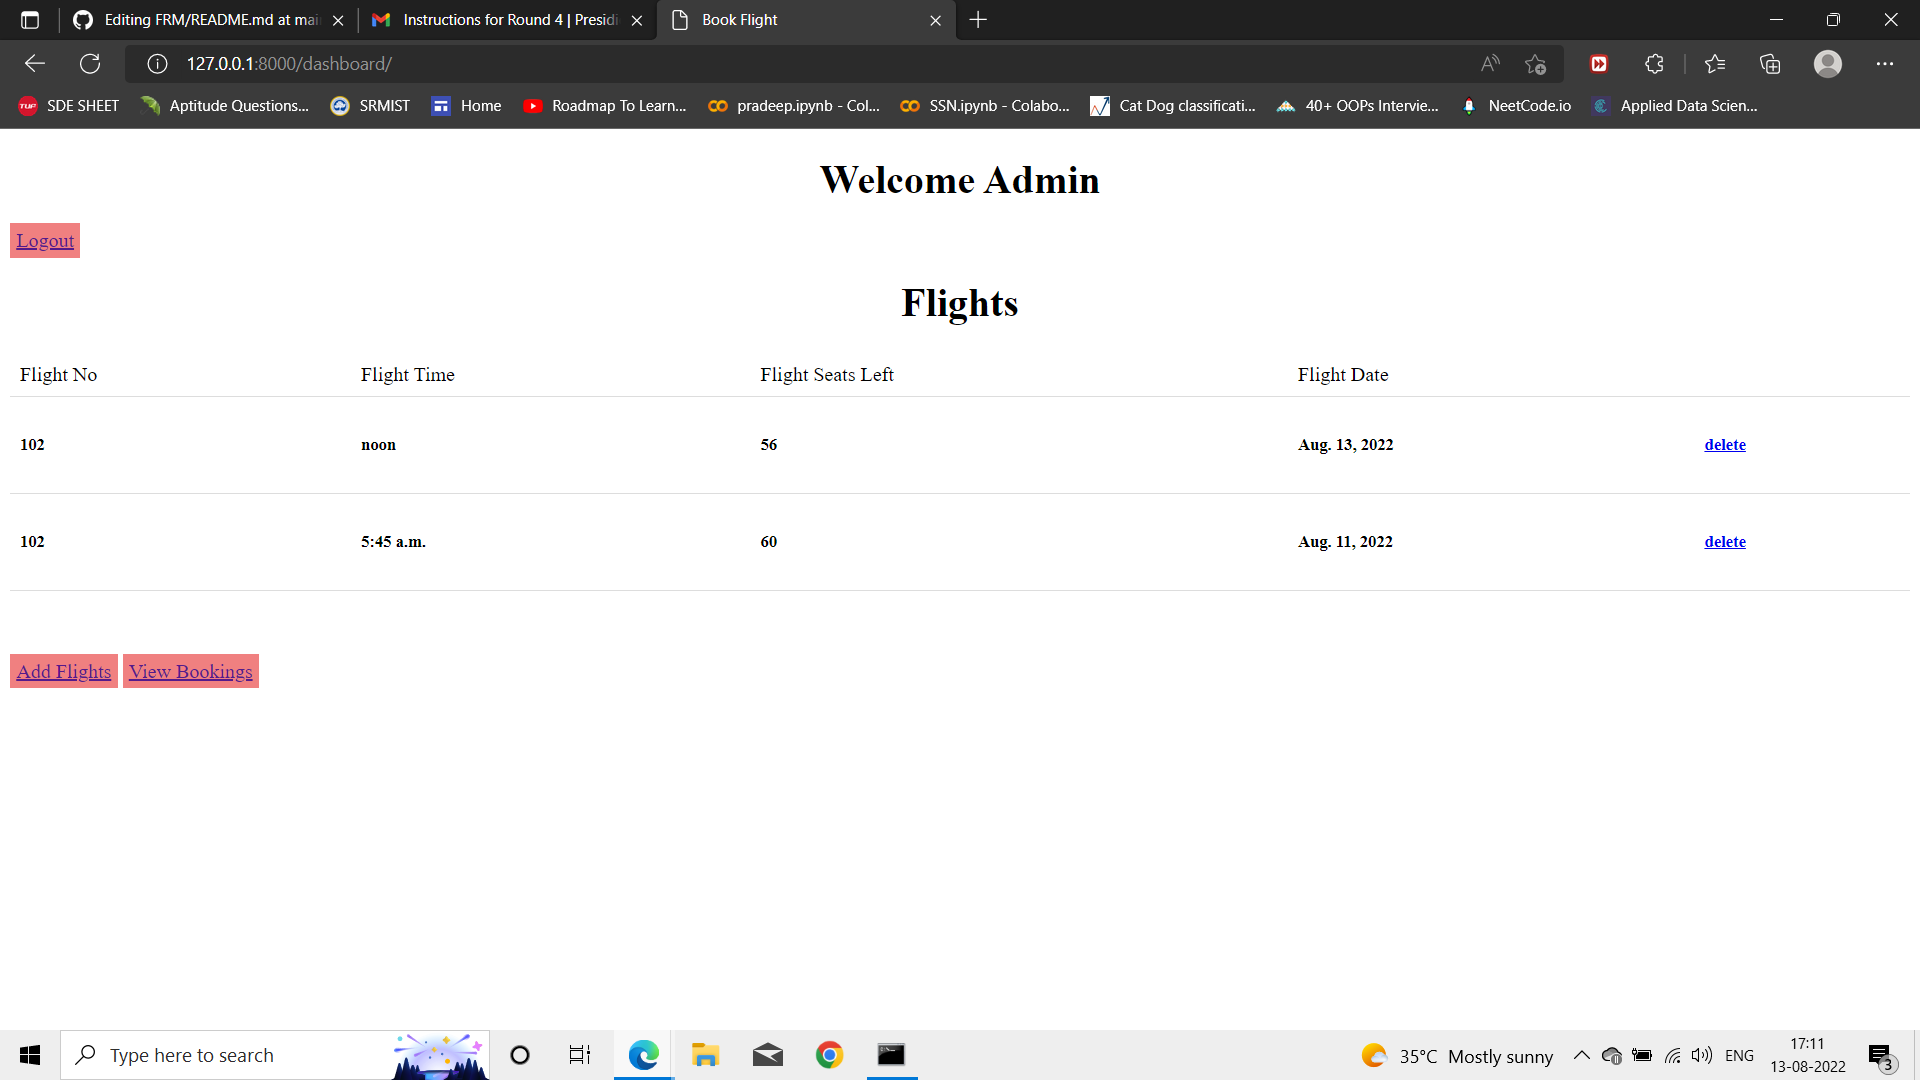 Editing FRM/README.md at mai
Instructions for Round 4 | Presidi
Book Flight
127.0.0.1:8000/dashboard/
SDE SHEET
Aptitude Questions...
SRMIST
Home
Roadmap To Learn...
pradeep.ipynb - Col...
SSN.ipynb - Colabo...
Cat Dog classificati...
40+ OOPs Intervie...
NeetCode.io
Applied Data Scien...
Welcome Admin
Logout
Flights
Flight No Flight Time Flight Seats Left Flight Date
102 noon 56 Aug. 13, 2022 delete
102 5:45 a.m. 60 Aug. 11, 2022 delete
Add Flights View Bookings
Type here to search
35°C Mostly sunny
ENG
17:11
13-08-2022
3